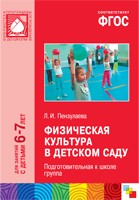 СООТВЕТСТВУЕТ
ФГОС
Для занятий
с детьми 6-7 лет
Л. И. Пензулаева
ФИЗИЧЕСКАЯ
КУЛЬТУРА
В ДЕТСКОМ САДУ
Подготовительная к школе
группа